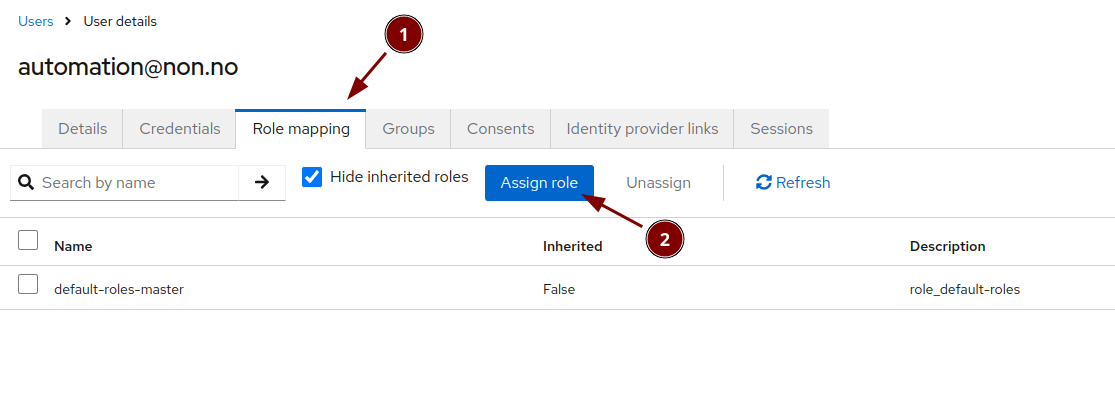 Users > User details
1
automation@non.no
Details Credentials Role mapping Groups Consents Identity provider links Sessions
Search by name Hide inherited roles Assign role Unassign Refresh
2
Name Inherited Description
default-roles-master False role_default-roles